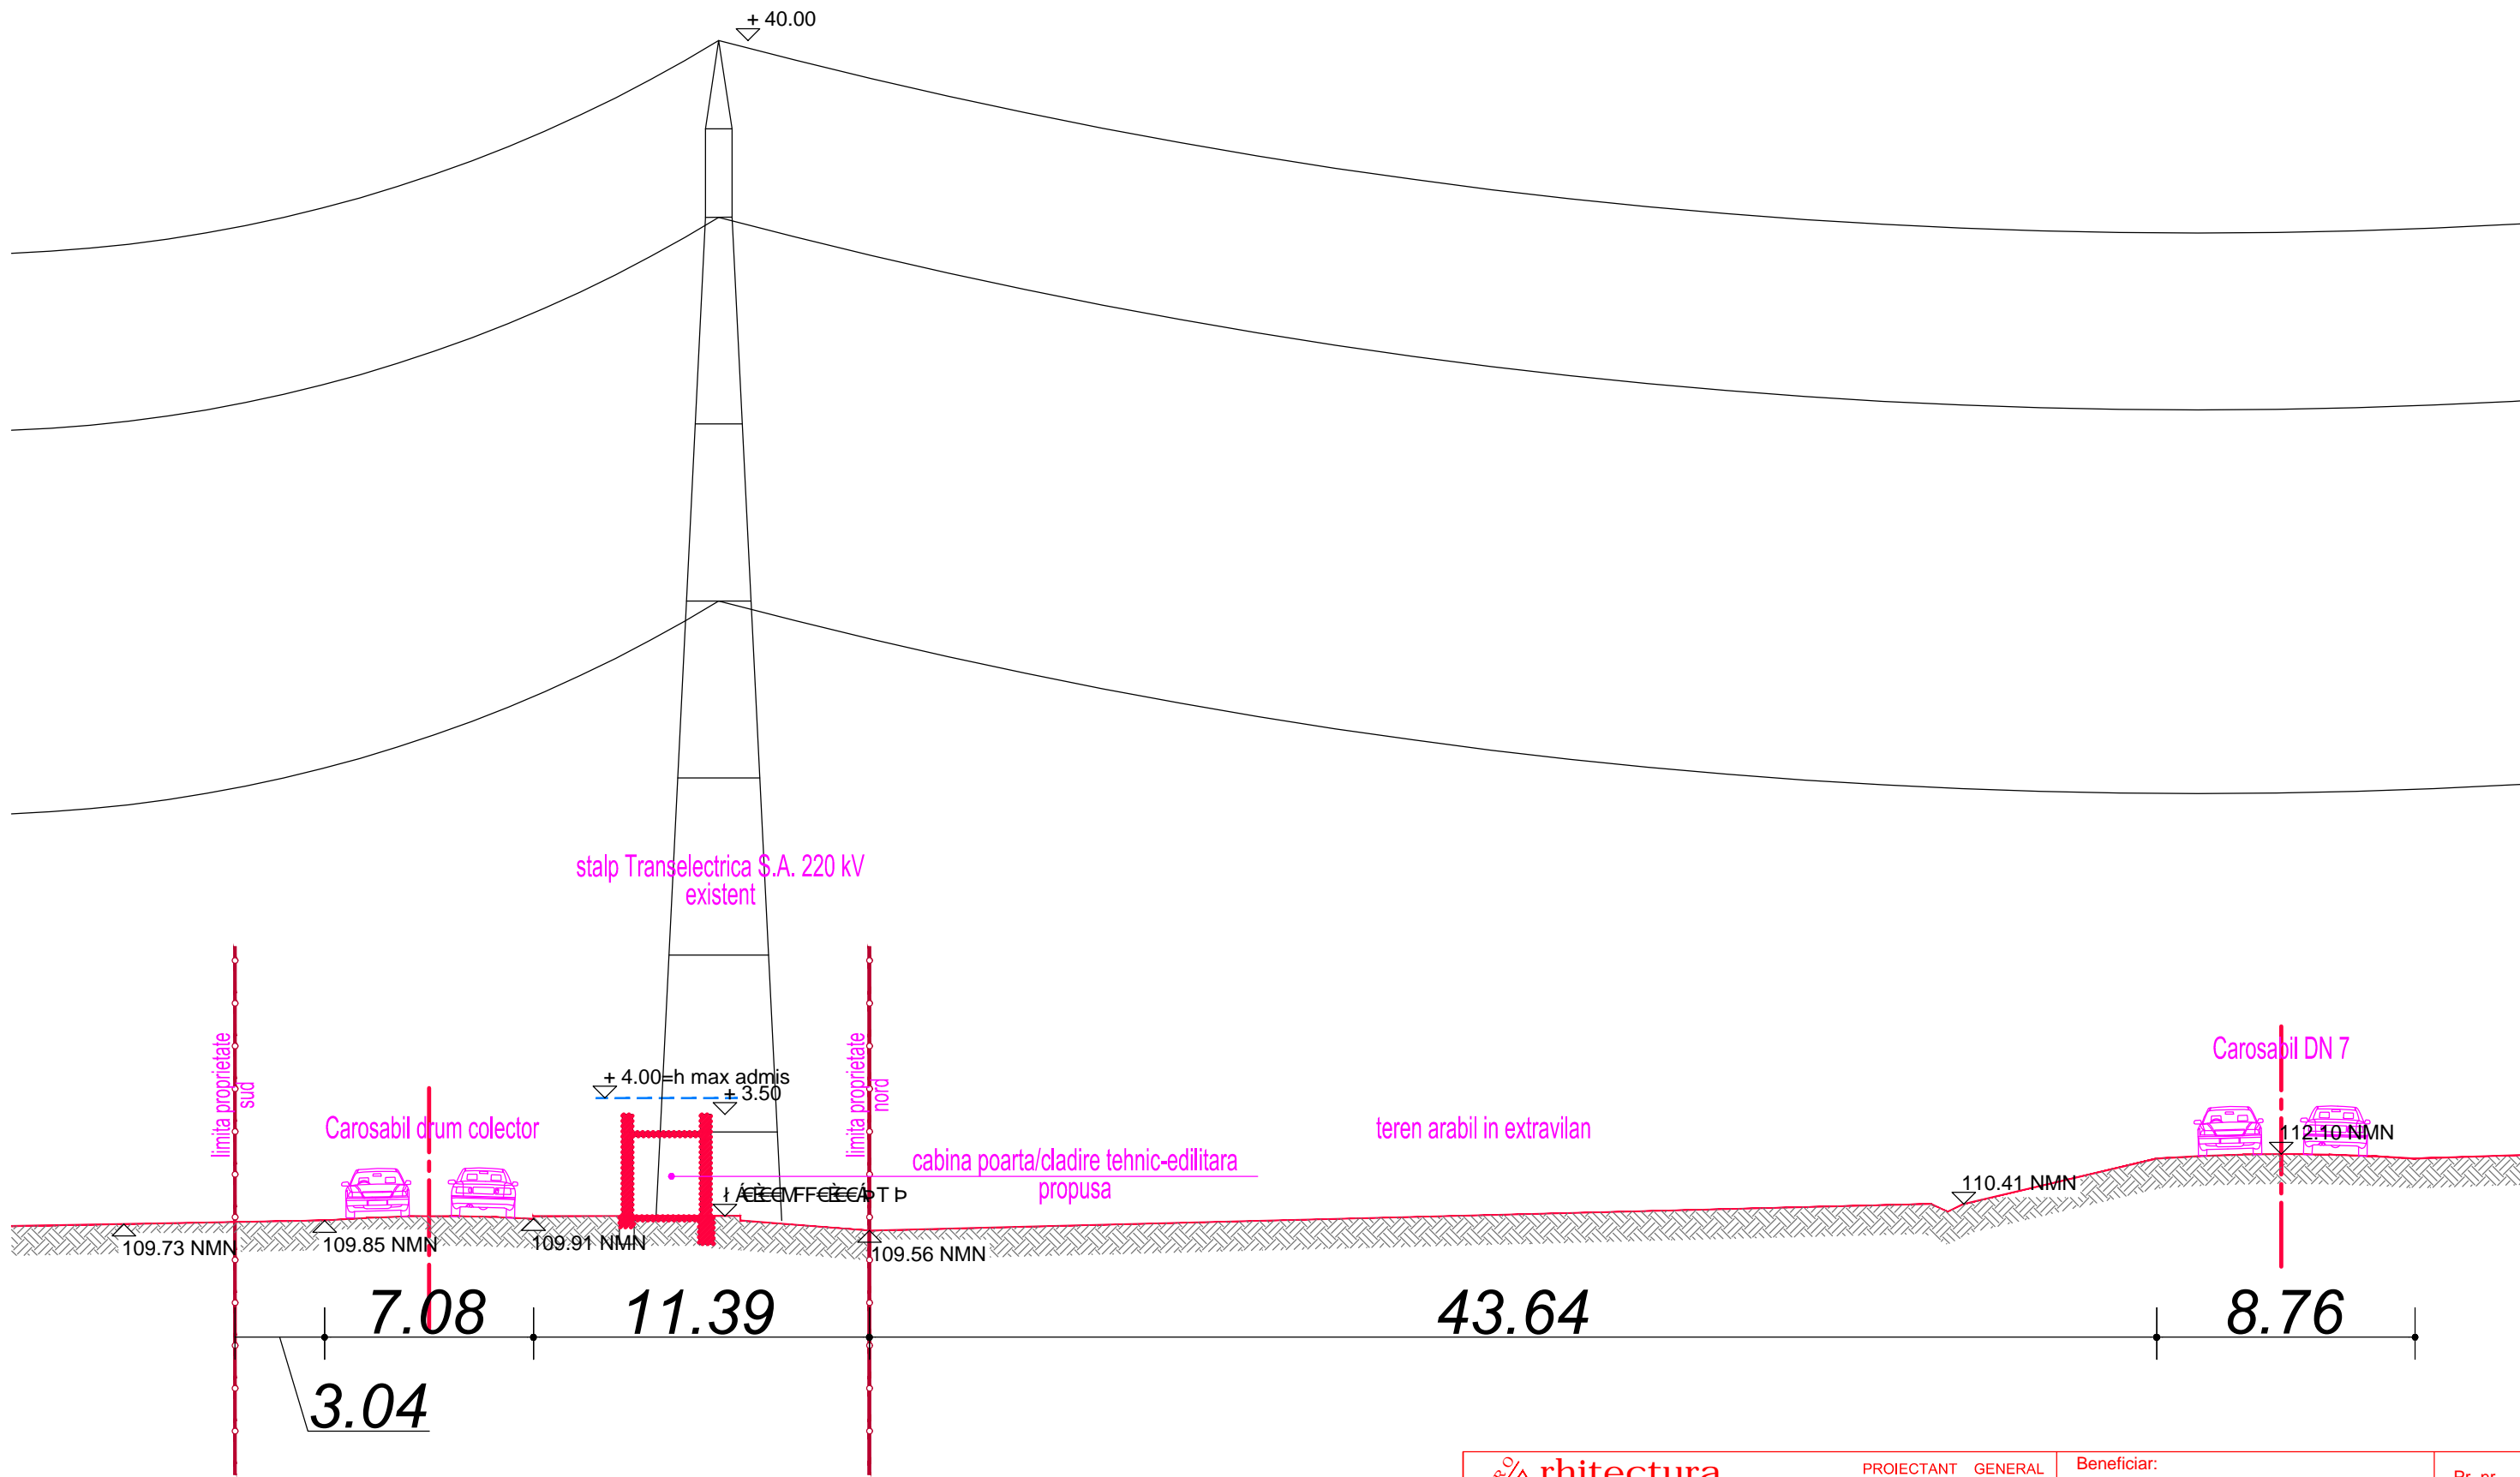 + 40.00
stalp Transelectrica S.A. 220 kV
existent
limita proprietate
sud
limita proprietate
nord
Carosabil DN 7
+ 4.00=h max admis
+ 3.50
Carosabil drum colector
teren arabil in extravilan
112.10 NMN
cabina poarta/cladire tehnic-edilitara
propusa
110.41 NMN
109.73 NMN
109.85 NMN
109.91 NMN
109.56 NMN
7.08
11.39
43.64
8.76
3.04
rhitectura
PROIECTANT GENERAL
Beneficiar:
Pr. nr.